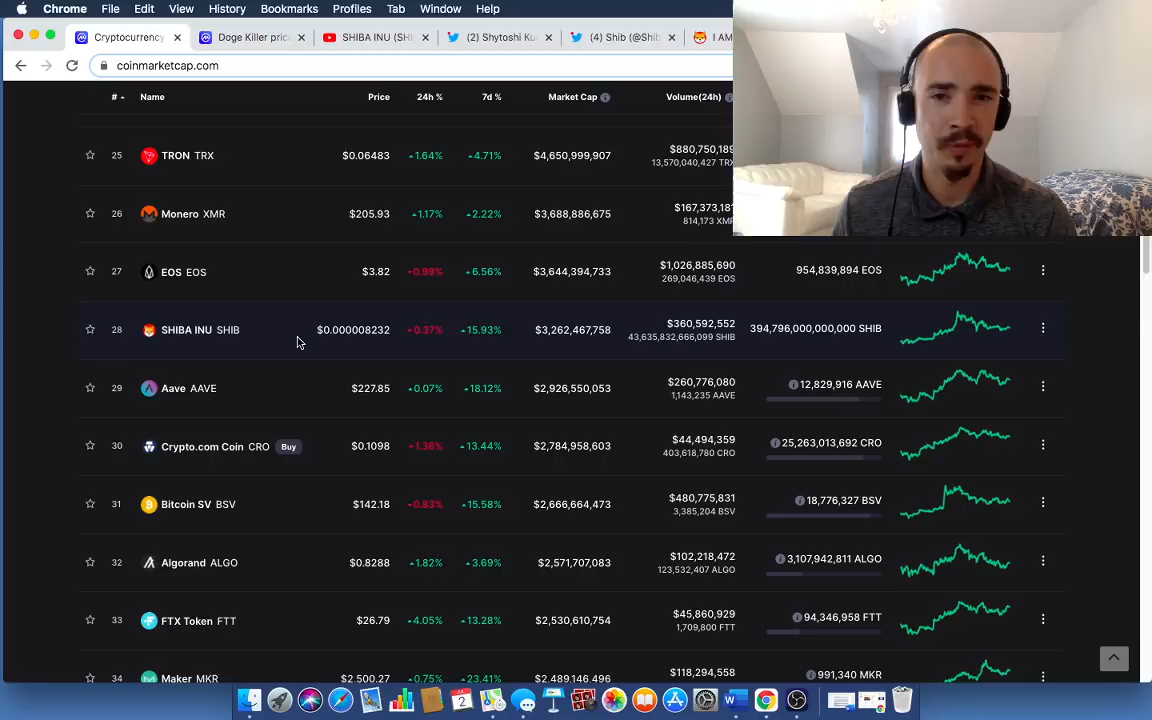 Chrome File Edit View History Bookmarks Profiles Tab Window Help
Cryptocurrency Doge Killer pric SHIBA INU (SHI (2) Shytoshi Ku (4) Shib (@Shib I AM
coinmarketcap.com
# Name Price 24h % 7d % Market Cap Volume(24h)
25 TRON TRX $0.06483 1.64% 4.71% $4,650,999,907 $880,750,189
13,570,040,427 TRX
26 Monero XMR $205.93 1.17% 2.22% $3,688,886,675 $167,373,181
814,173 XMR
27 EOS EOS $3.82 0.99% 6.56% $3,644,394,733 $1,026,885,690 954,839,894 EOS
269,046,439 EOS
28 SHIBA INU SHIB $0.000008232 0.37% 15.93% $3,262,467,758 $360,592,552 394,796,000,000,000 SHIB
43,635,832,666,099 SHIB
29 Aave AAVE $227.85 0.07% 18.12% $2,926,550,053 $260,776,080 12,829,916 AAVE
1,143,235 AAVE
30 Crypto.com Coin CRO Buy $0.1098 1.36% 13.44% $2,784,958,603 $44,494,359 25,263,013,692 CRO
403,618,780 CRO
31 Bitcoin SV BSV $142.18 0.83% 15.58% $2,666,664,473 $480,775,831 18,776,327 BSV
3,385,204 BSV
32 Algorand ALGO $0.8288 1.82% 3.69% $2,571,707,083 $102,218,472 3,107,942,811 ALGO
123,532,407 ALGO
33 FTX Token FTT $26.79 4.05% 13.28% $2,530,610,754 $45,860,929 94,346,958 FTT
1,709,800 FTT
34 Maker MKR $2,500.27 0.75% 23.41% $2,489,146,496 $118,294,558 991,340 MKR
2